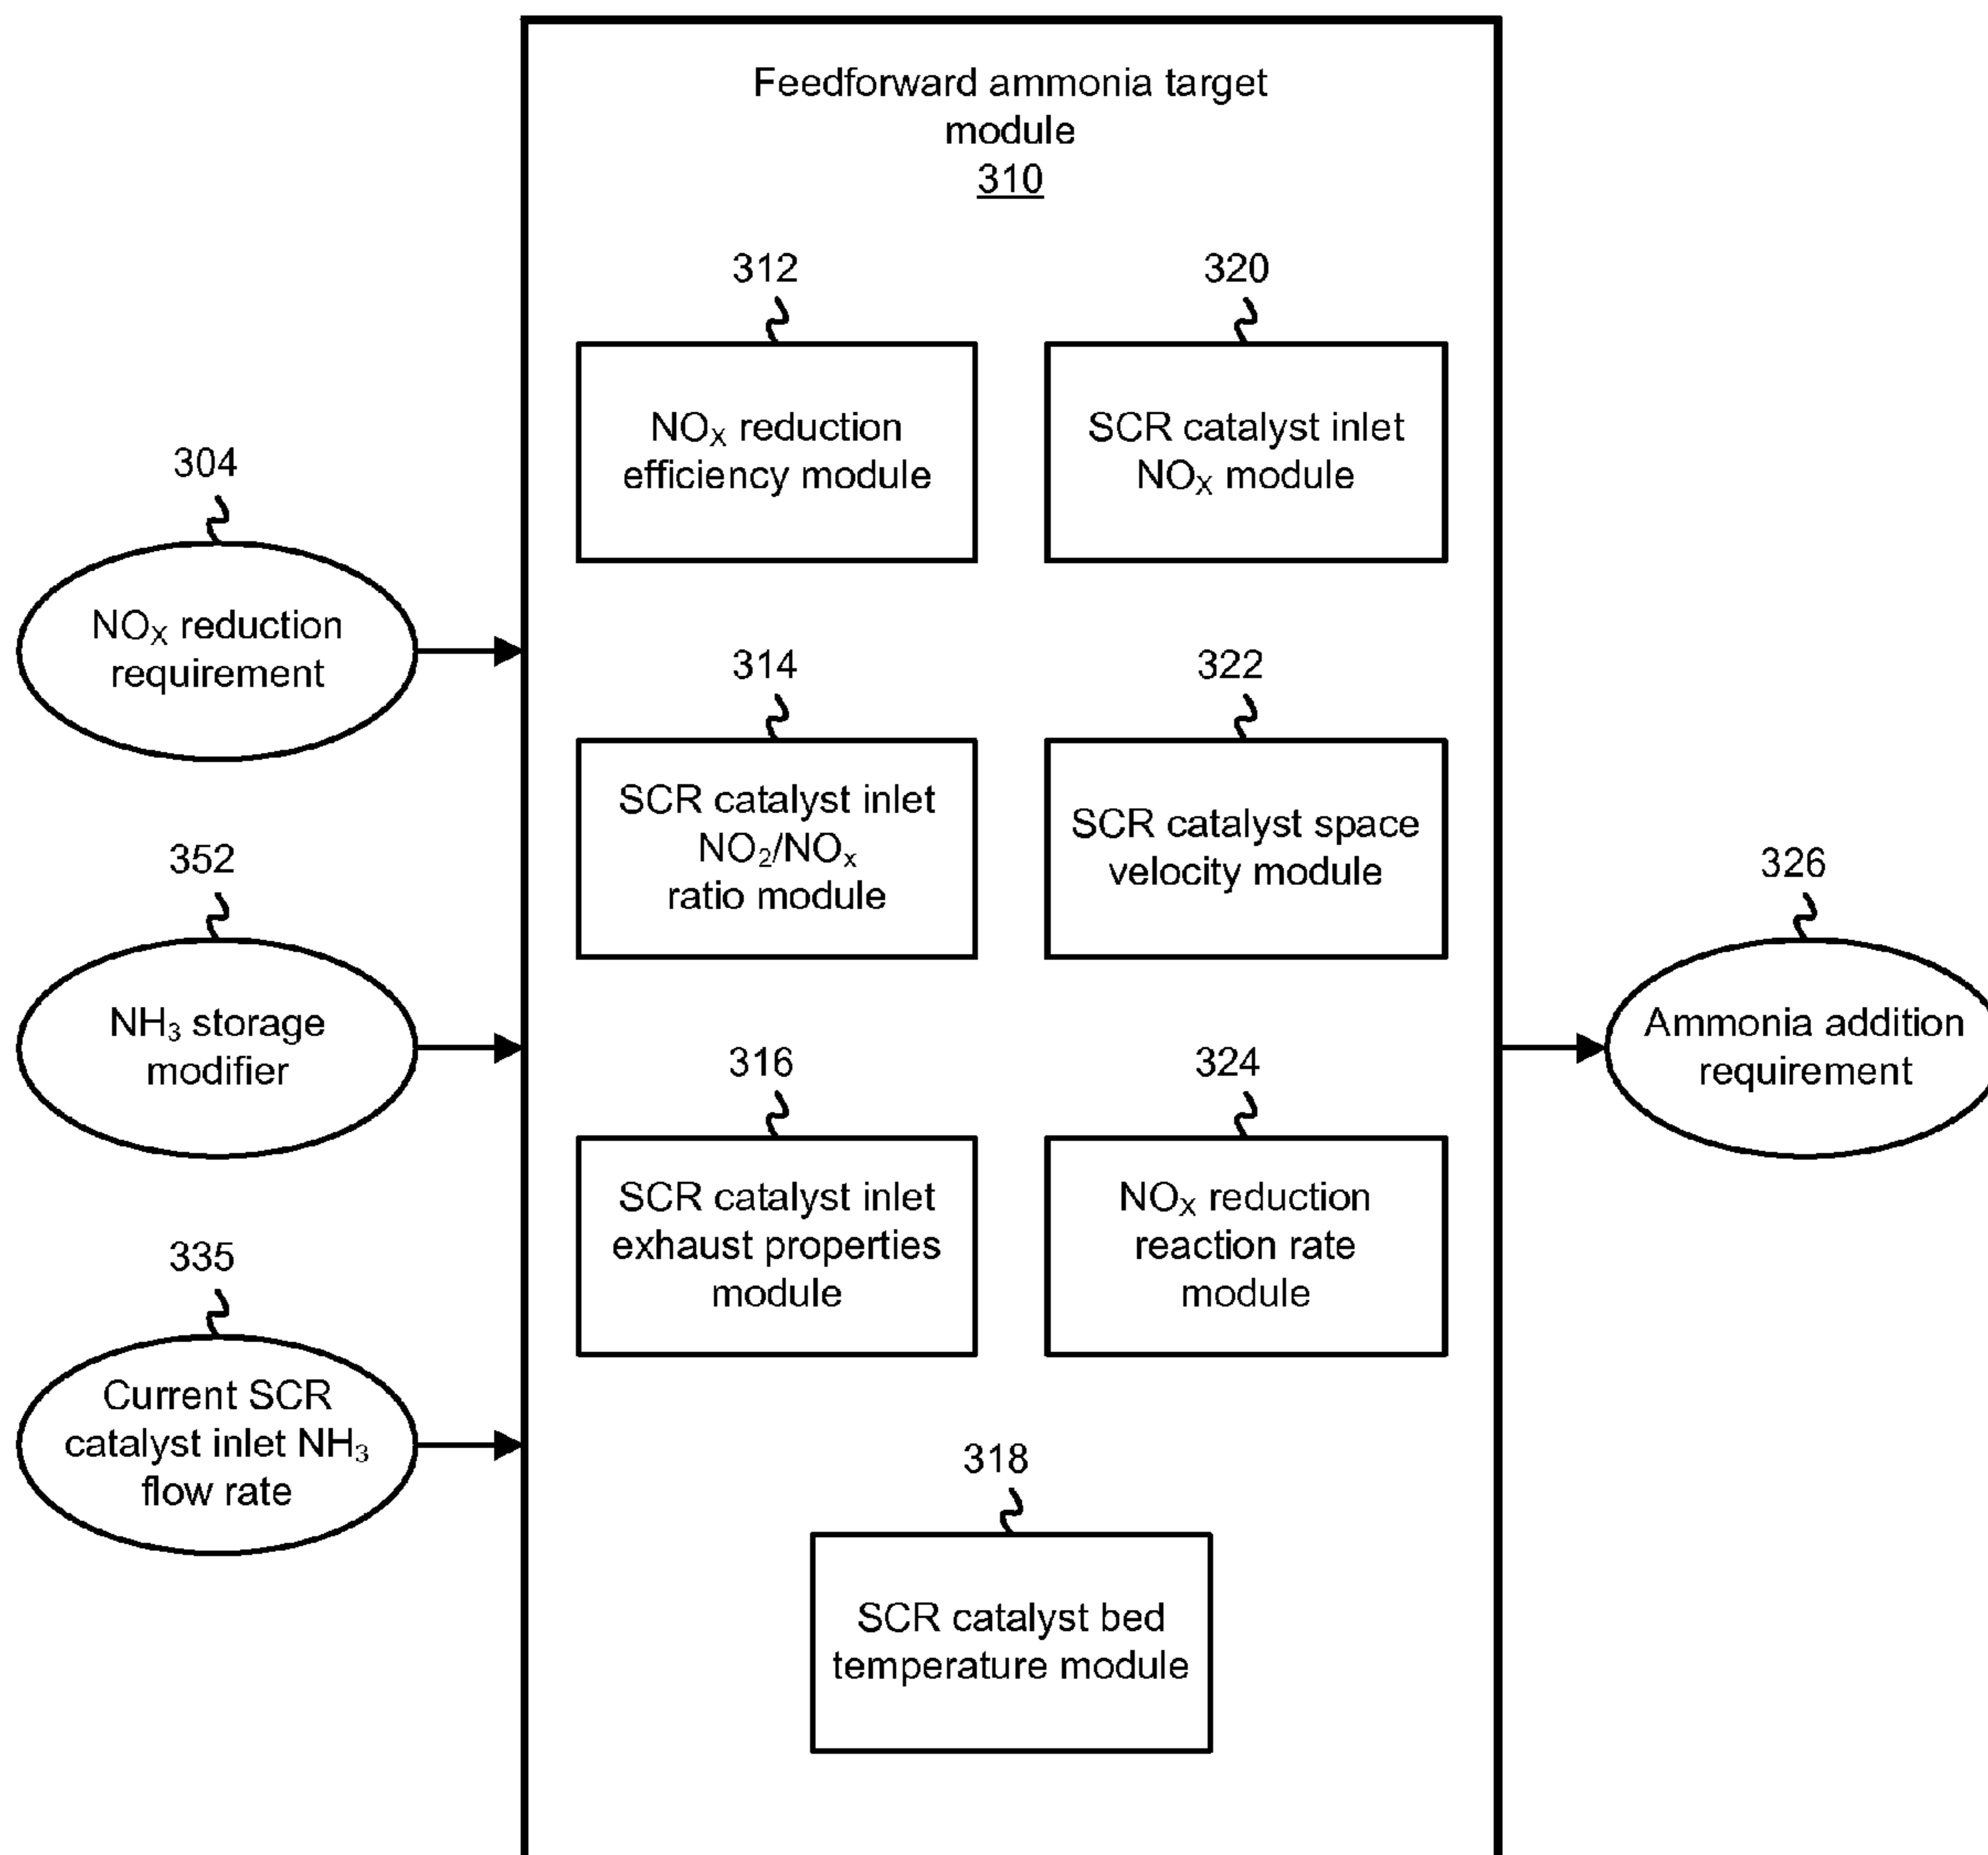 Feedforward ammonia target
module
310
312
NOX reduction
efficiency module
320
SCR catalyst inlet
NOX module
304
NOX reduction
requirement
314
SCR catalyst inlet
NO2/NOx
ratio module
322
SCR catalyst space
velocity module
352
NH3 storage
modifier
326
Ammonia addition
requirement
316
SCR catalyst inlet
exhaust properties
module
324
NOX reduction
reaction rate
module
335
Current SCR
catalyst inlet NH3
flow rate
318
SCR catalyst bed
temperature module